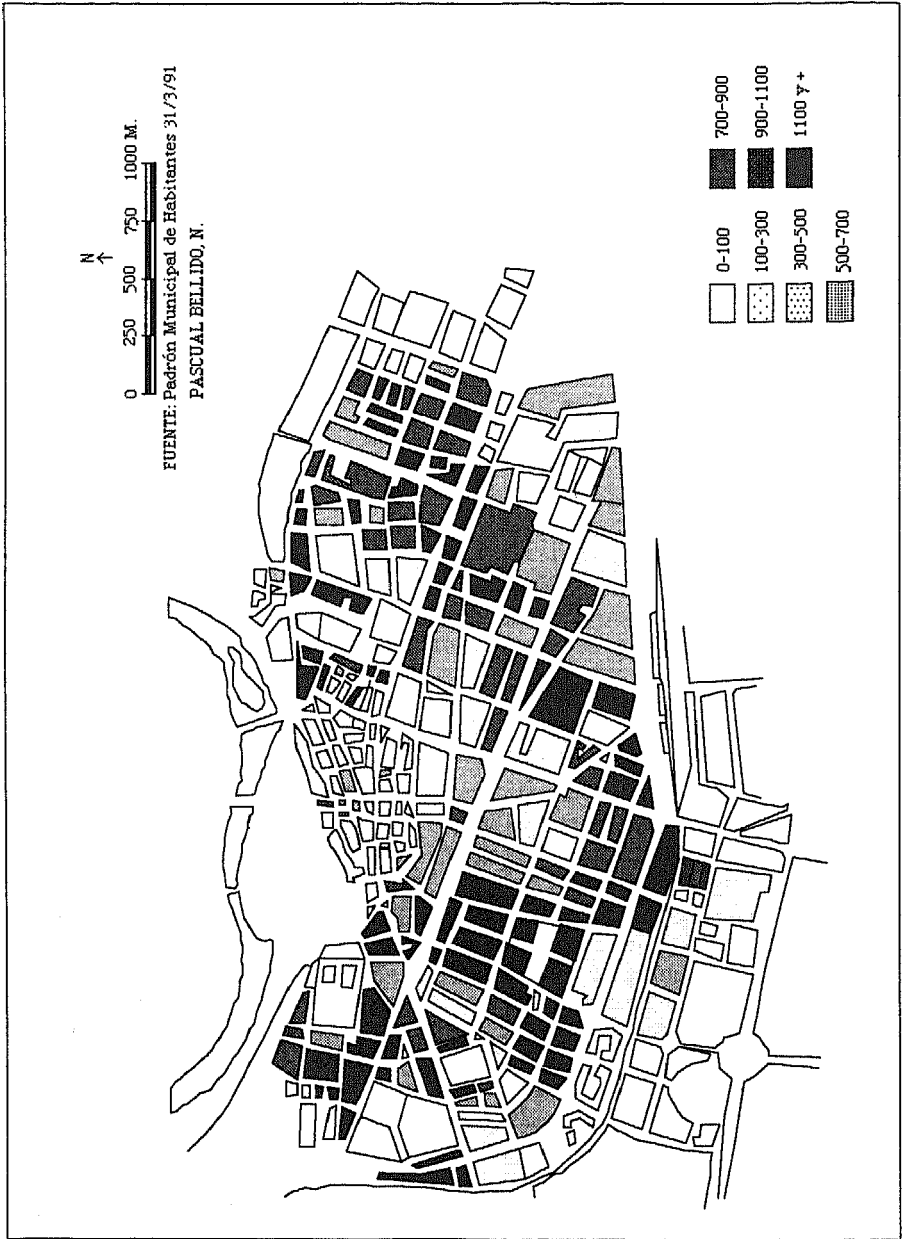 N
0 250 500 750 1000 M.
FUENTE: Padrón Municipal de Habitantes 31/3/91
PASCUAL BELLIDO, N.
0-100
100-300
300-500
500-700
700-900
900-1100
1100 y +